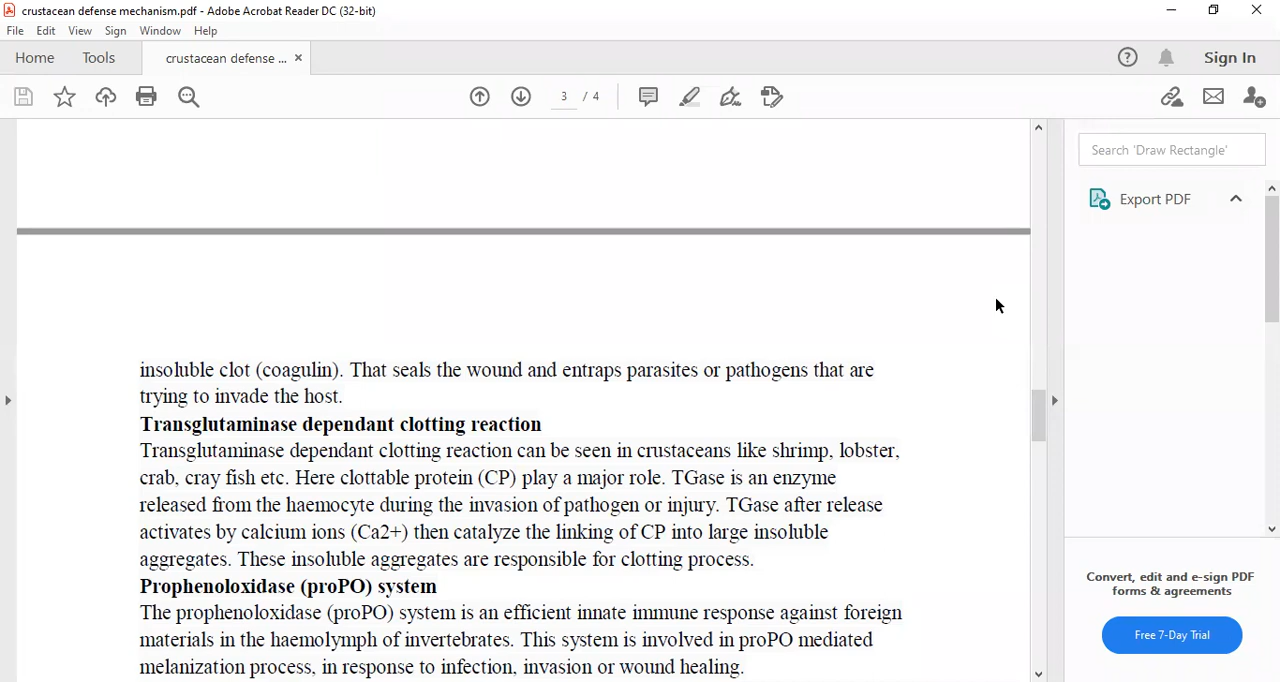 crustacean defense mechanism.pdf - Adobe Acrobat Reader DC (32-bit)
File Edit View Sign Window Help
Home Tools crustacean defense ... × Sign In
3 / 4
Search 'Draw Rectangle'
Export PDF
insoluble clot (coagulin). That seals the wound and entraps parasites or pathogens that are
trying to invade the host.
Transglutaminase dependant clotting reaction
Transglutaminase dependant clotting reaction can be seen in crustaceans like shrimp, lobster,
crab, cray fish etc. Here clottable protein (CP) play a major role. TGase is an enzyme
released from the haemocyte during the invasion of pathogen or injury. TGase after release
activates by calcium ions (Ca2+) then catalyze the linking of CP into large insoluble
aggregates. These insoluble aggregates are responsible for clotting process.
Prophenoloxidase (proPO) system
The prophenoloxidase (proPO) system is an efficient innate immune response against foreign
materials in the haemolymph of invertebrates. This system is involved in proPO mediated
melanization process, in response to infection, invasion or wound healing.
Convert, edit and e-sign PDF
forms & agreements
Free 7-Day Trial